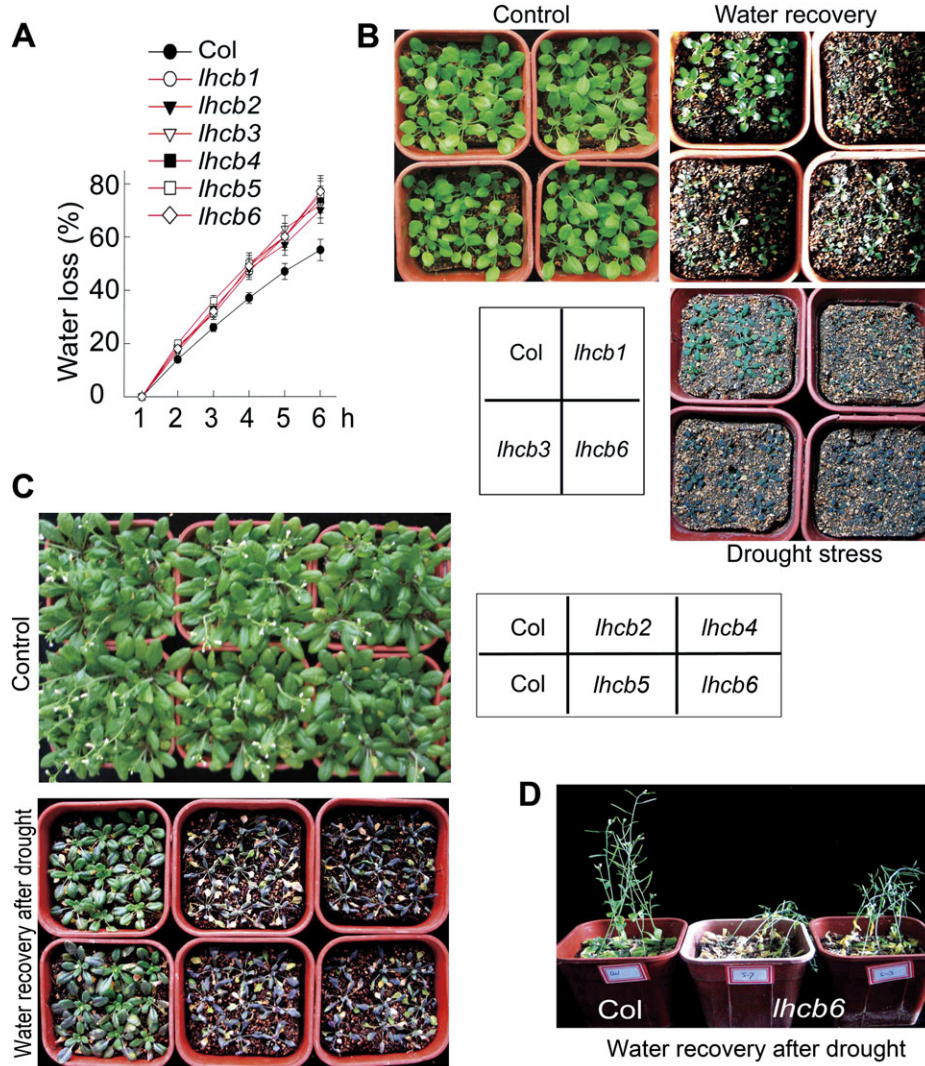 A
Col
lhcb1
lhcb2
lhcb3
lhcb4
lhcb5
lhcb6
Water loss (%)
80
60
40
20
0
1 2 3 4 5 6 h
B
Control
Water recovery
Col lhcb1
lhcb3 lhcb6
Drought stress
C
Control
Water recovery after drought
Col lhcb2 lhcb4
Col lhcb5 lhcb6
D
Col lhcb6
Water recovery after drought